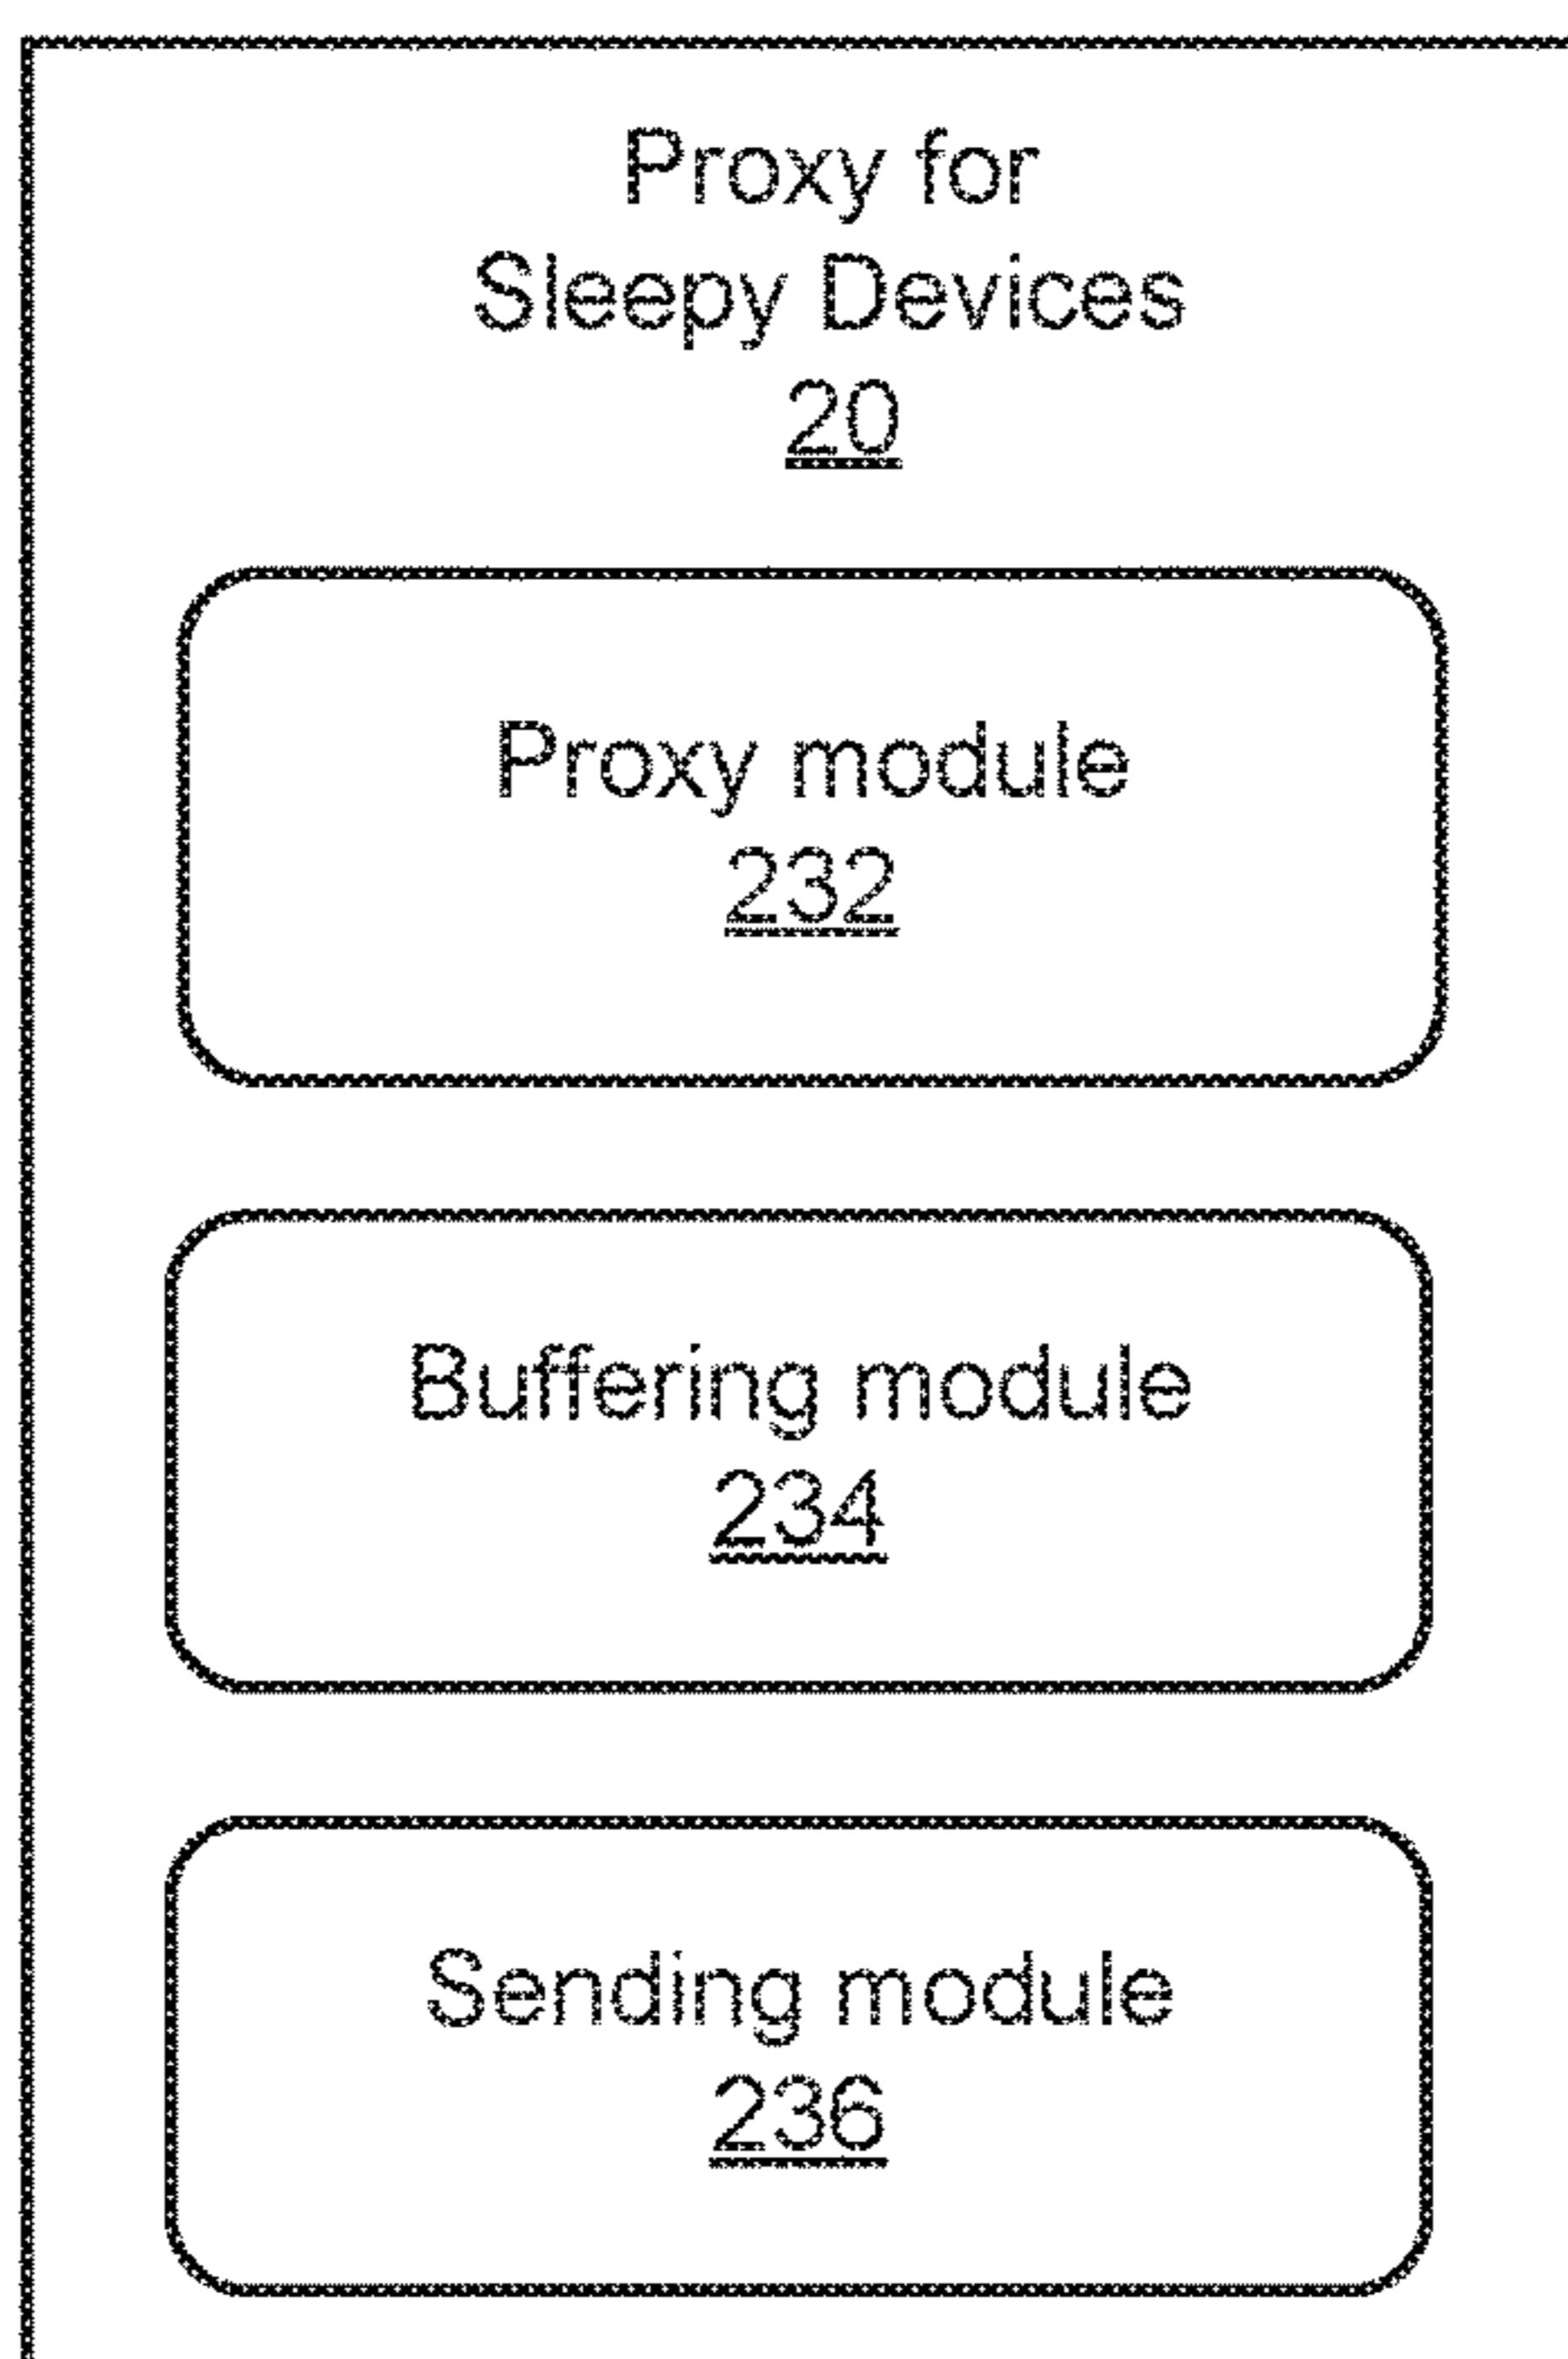 Proxy for
Sleepy Devices
20
Proxy module
232
Buffering module
234
Sending module
236